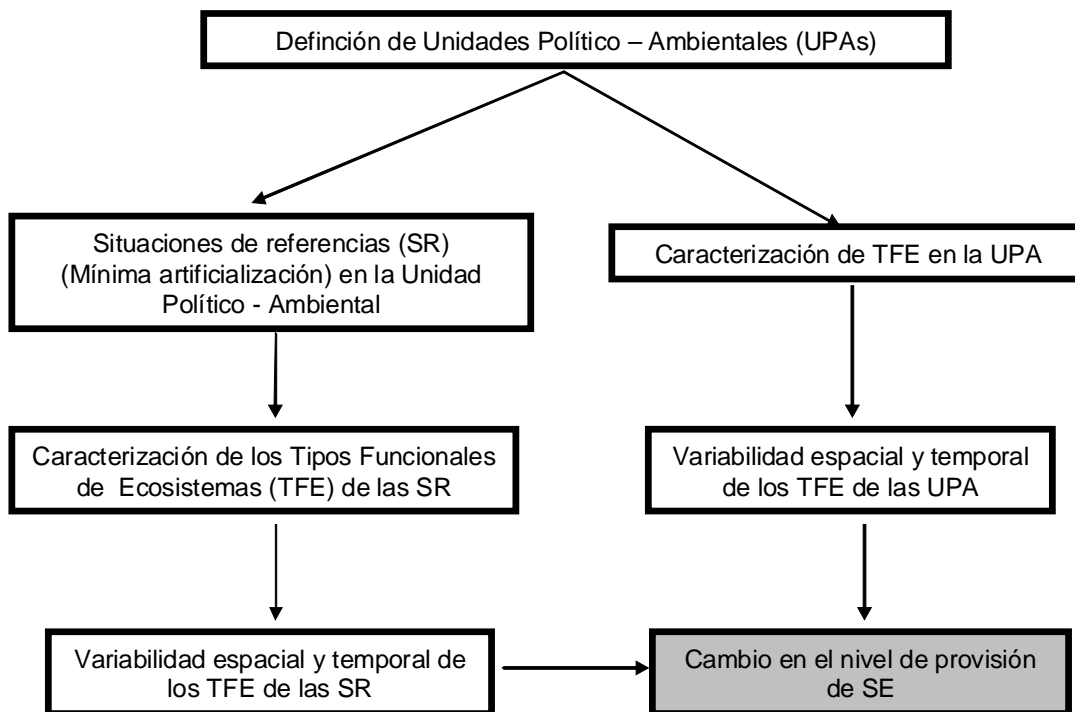 Definción de Unidades Político – Ambientales (UPAs)
Situaciones de referencias (SR)
(Mínima artificialización) en la Unidad
Político - Ambiental
Caracterización de TFE en la UPA
Caracterización de los Tipos Funcionales
de Ecosistemas (TFE) de las SR
Variabilidad espacial y temporal
de los TFE de las UPA
Variabilidad espacial y temporal de
los TFE de las SR
Cambio en el nivel de provisión
de SE